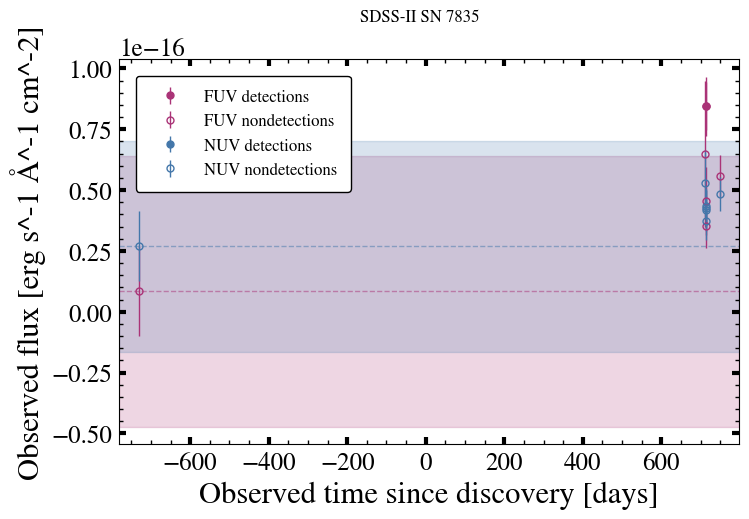 SDSS-II SN 7835
1e−16
FUV detections
FUV nondetections
NUV detections
NUV nondetections
1.00
0.75
0.50
0.25
0.00
−0.25
−0.50
Observed flux [erg s^-1 Å^-1 cm^-2]
−600 −400 −200 0 200 400 600
Observed time since discovery [days]